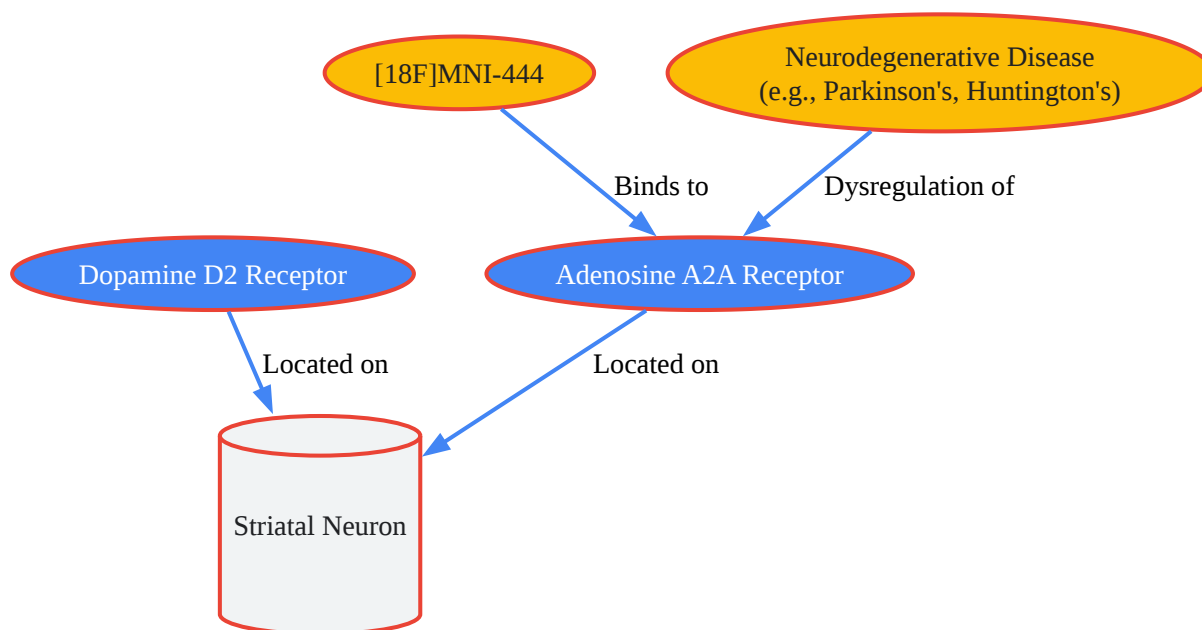 [18F]MNI-444
Neurodegenerative Disease
(e.g., Parkinson's, Huntington's)
Binds to
Dysregulation of
Dopamine D2 Receptor
Adenosine A2A Receptor
Located on
Located on
Striatal Neuron